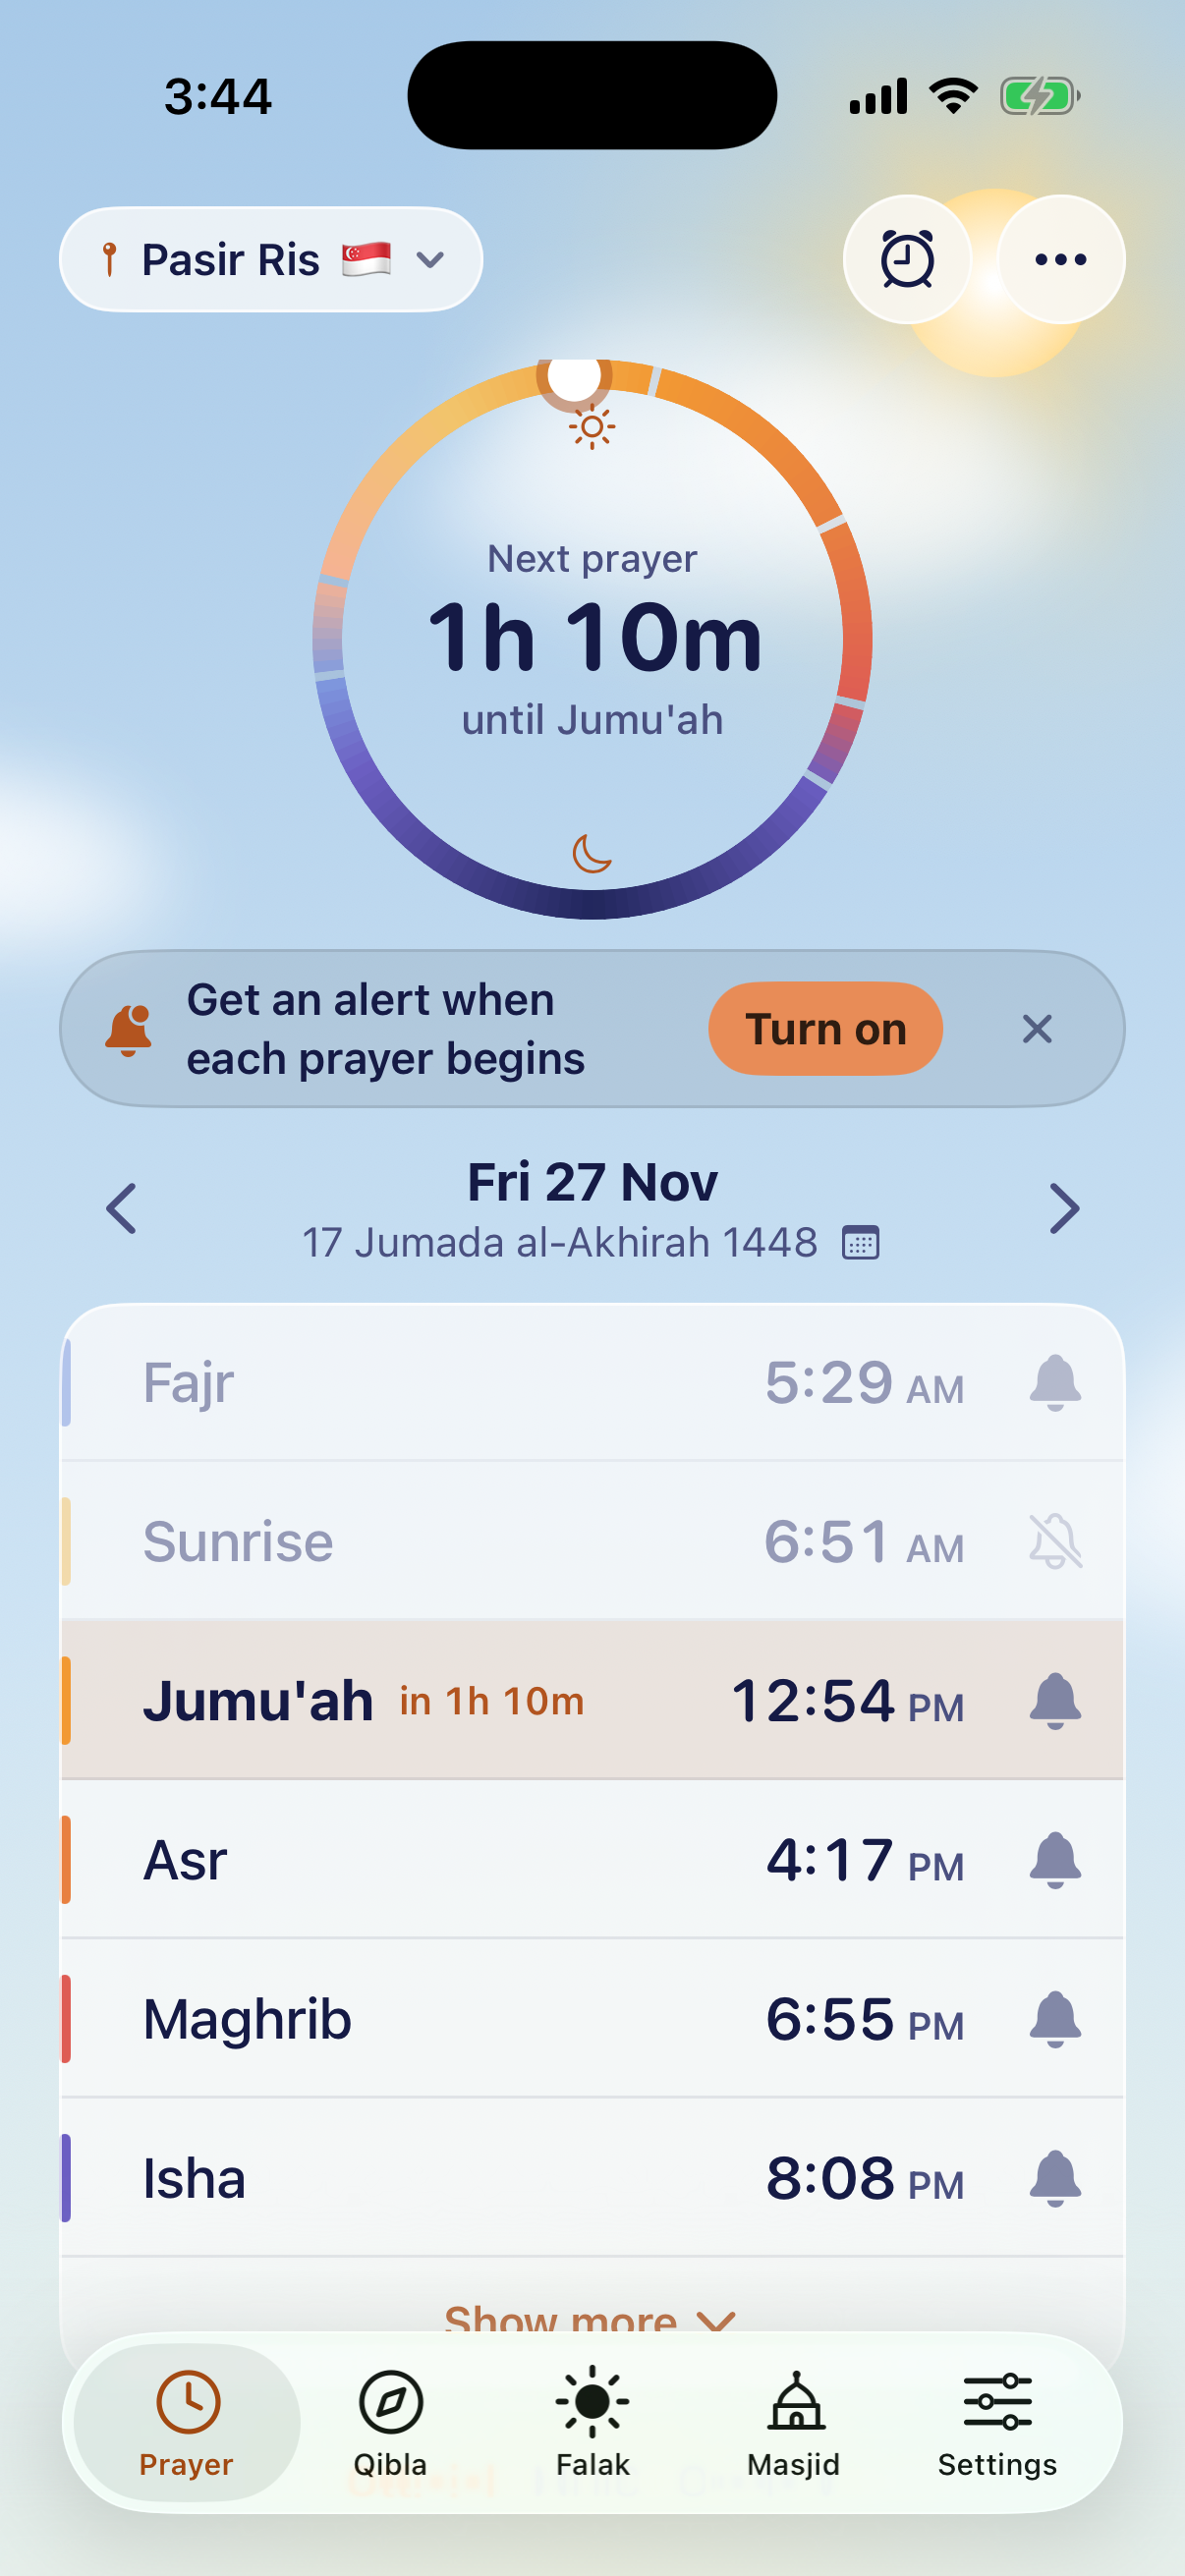 3:44
Pasir Ris
Next prayer
1h 10m
until Jumu'ah
Get an alert when
each prayer begins
Turn on
Fri 27 Nov
17 Jumada al-Akhirah 1448
Fajr 5:29 AM
Sunrise 6:51 AM
Jumu'ah in 1h 10m 12:54 PM
Asr 4:17 PM
Maghrib 6:55 PM
Isha 8:08 PM
Show more
Prayer Qibla Falak Masjid Settings